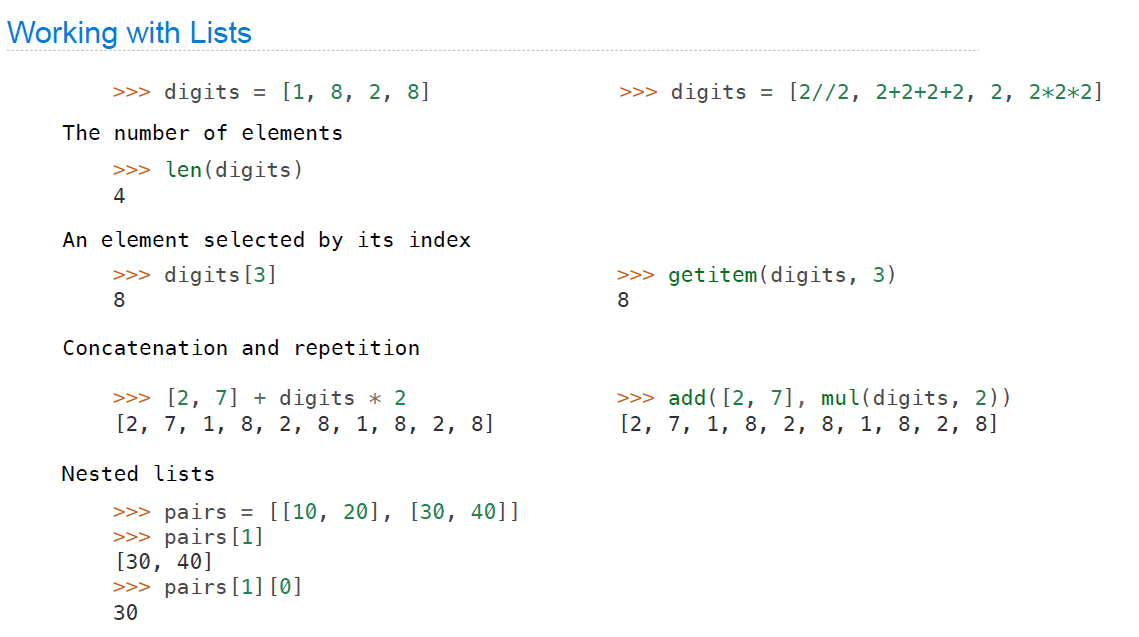 Working with Lists
>>> digits = [1, 8, 2, 8]
>>> digits = [2//2, 2+2+2+2, 2, 2*2*2]
The number of elements
>>> len(digits)
4
An element selected by its index
>>> digits[3]
8
>>> getitem(digits, 3)
8
Concatenation and repetition
>>> [2, 7] + digits * 2
[2, 7, 1, 8, 2, 8, 1, 8, 2, 8]
>>> add([2, 7], mul(digits, 2))
[2, 7, 1, 8, 2, 8, 1, 8, 2, 8]
Nested lists
>>> pairs = [[10, 20], [30, 40]]
>>> pairs[1]
[30, 40]
>>> pairs[1][0]
30